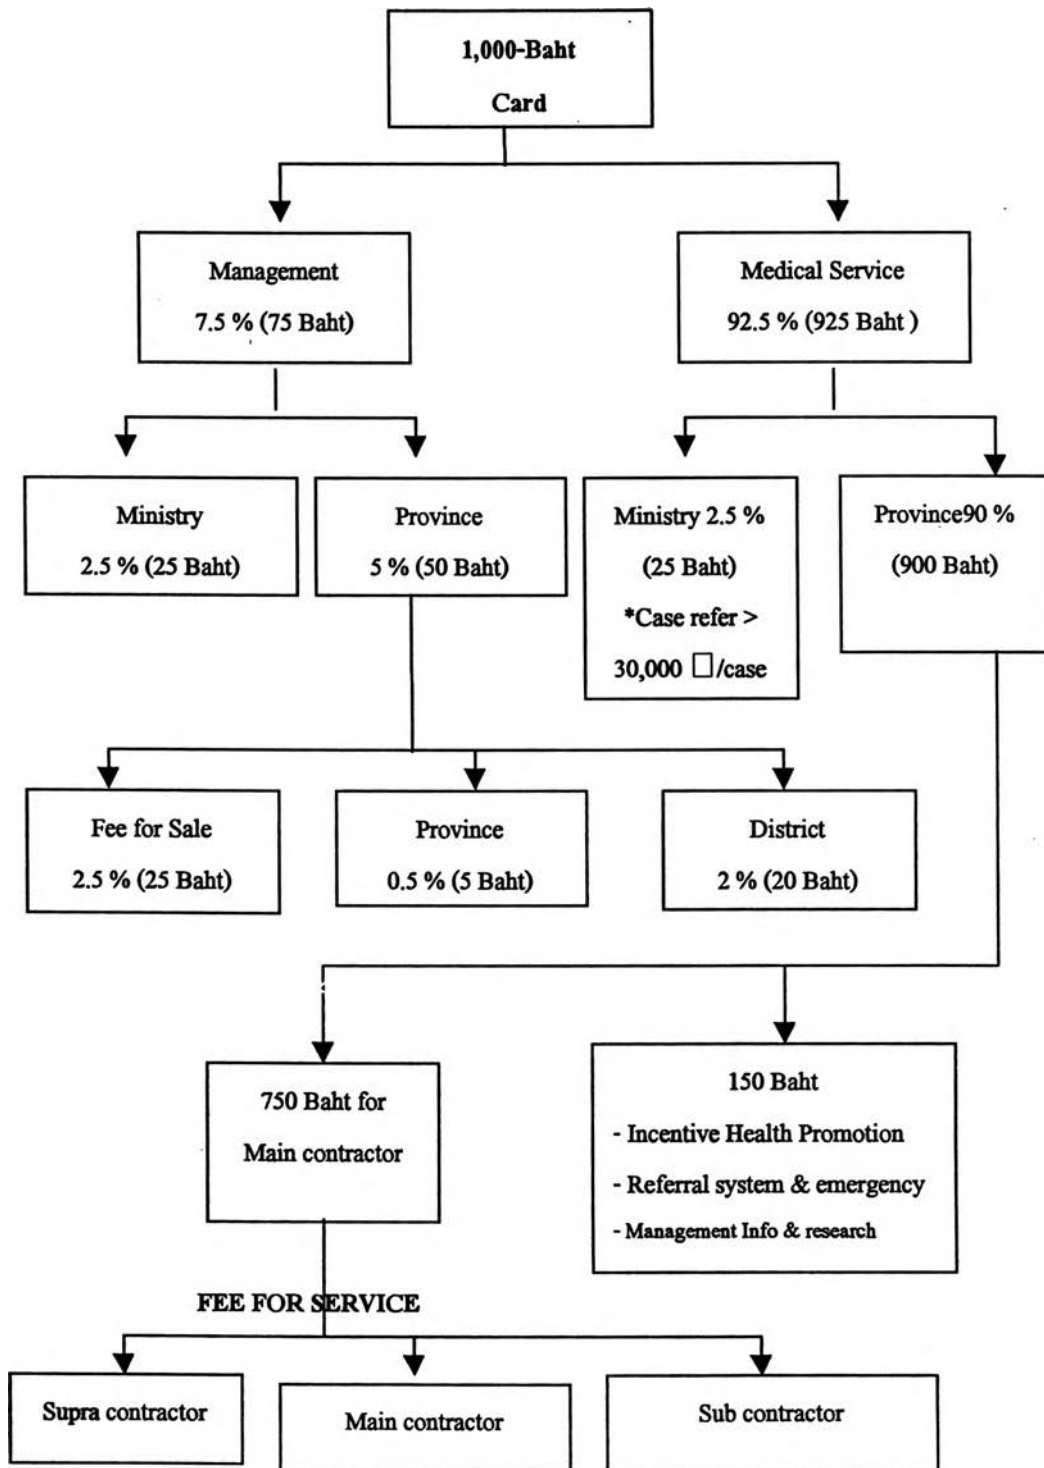 1,000-Baht
Card
Management
7.5 % (75 Baht)
Medical Service
92.5 % (925 Baht )
Ministry
2.5 % (25 Baht)
Province
5 % (50 Baht)
Ministry 2.5 %
(25 Baht)
*Case refer >
30,000 □/case
Province90 %
(900 Baht)
Fee for Sale
2.5 % (25 Baht)
Province
0.5 % (5 Baht)
District
2 % (20 Baht)
750 Baht for
Main contractor
150 Baht
- Incentive Health Promotion
- Referral system & emergency
- Management Info & research
FEE FOR SERVICE
Supra contractor
Main contractor
Sub contractor